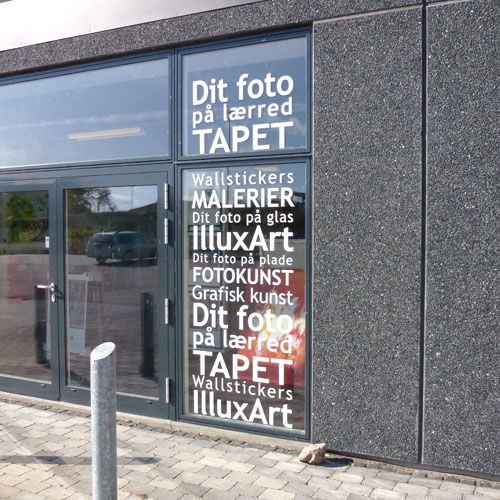 Dit foto
på lærred
TAPET
Wallstickers
MALERIER
Dit foto på glas
IlluxArt
Dit foto på plade
FOTOKUNST
Grafisk kunst
Dit foto
på lærred
TAPET
Wallstickers
IlluxArt